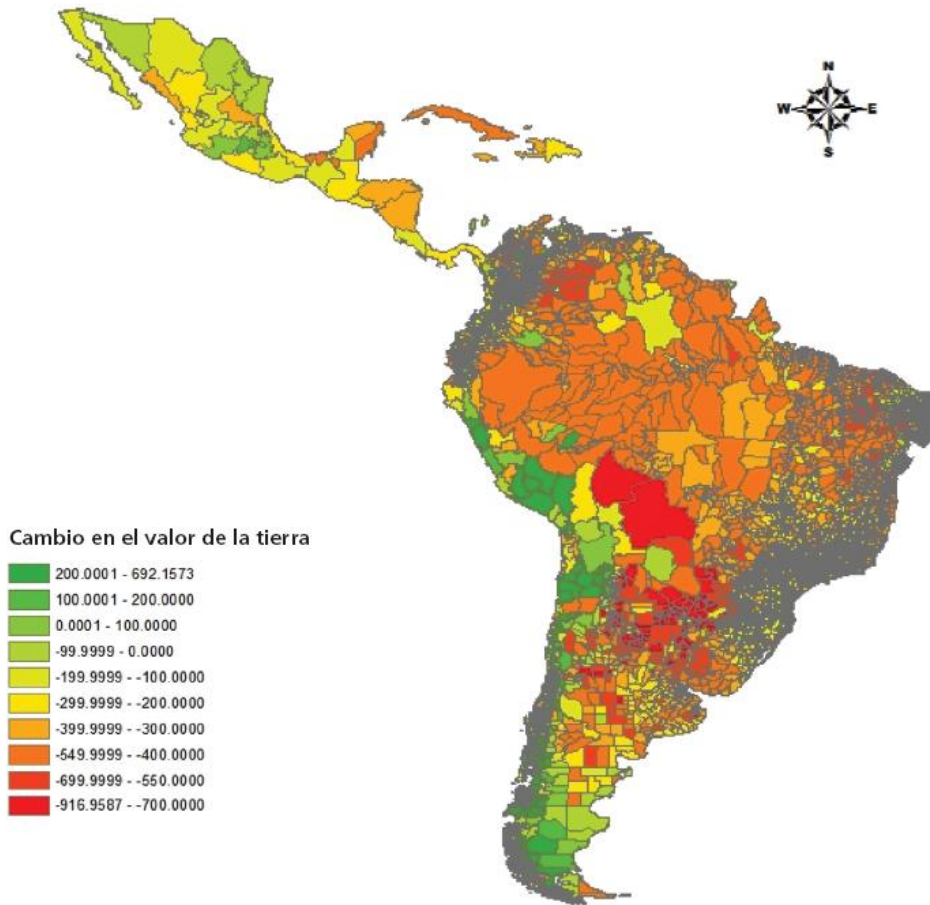 N
W E
S
Cambio en el valor de la tierra
200.0001 - 692.1573
100.0001 - 200.0000
0.0001 - 100.0000
-99.9999 - 0.0000
-199.9999 - -100.0000
-299.9999 - -200.0000
-399.9999 - -300.0000
-549.9999 - -400.0000
-699.9999 - -550.0000
-916.9587 - -700.0000